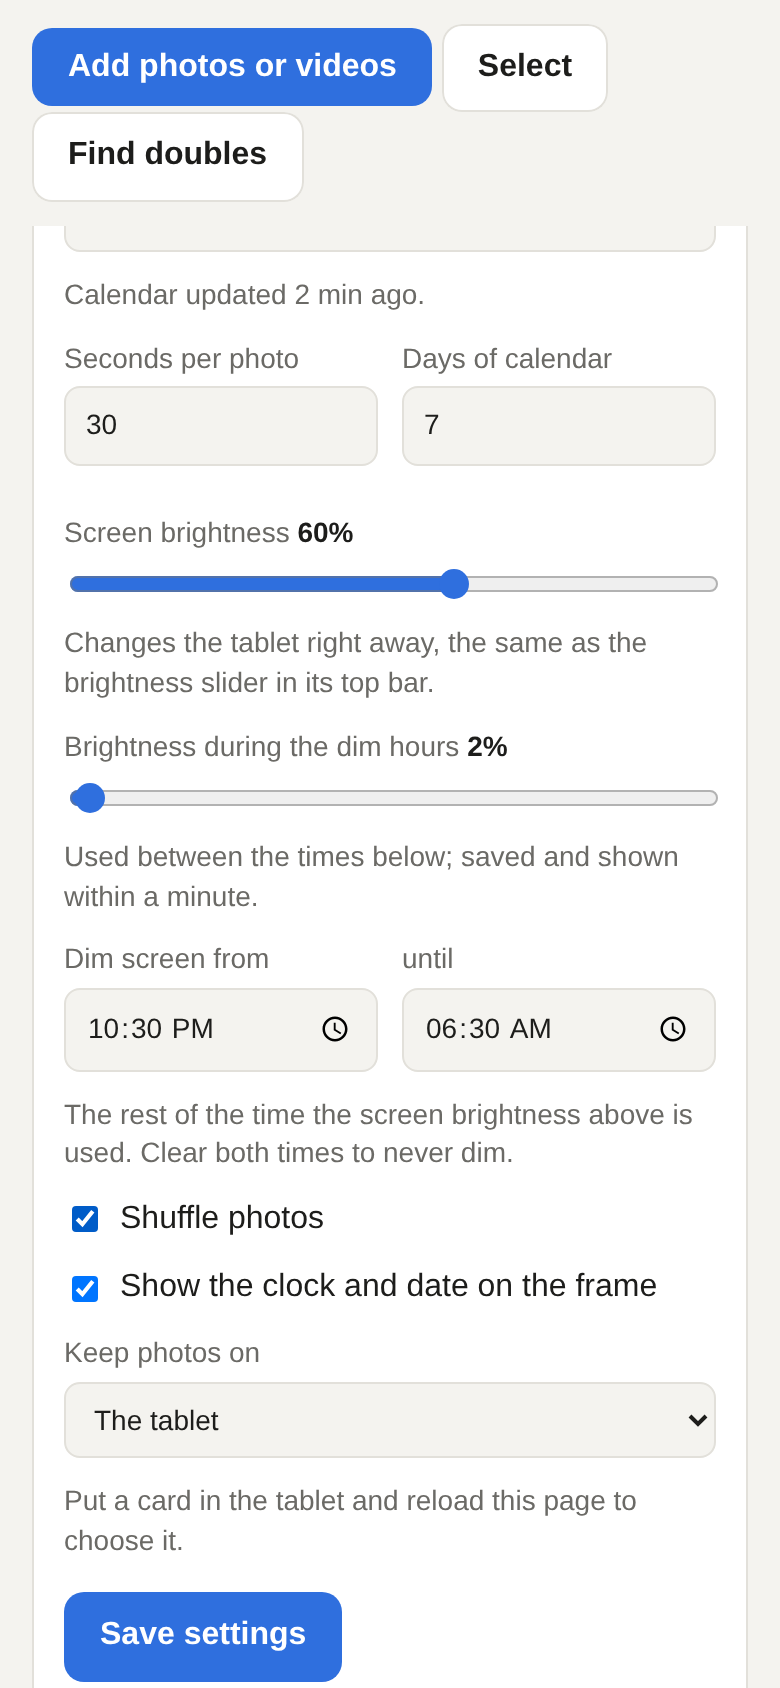 Add photos or videos
Select
Find doubles
Calendar updated 2 min ago.
Seconds per photo
Days of calendar
30
7
Screen brightness 60%
Changes the tablet right away, the same as the
brightness slider in its top bar.
Brightness during the dim hours 2%
Used between the times below; saved and shown
within a minute.
Dim screen from
until
10:30 PM
06:30 AM
The rest of the time the screen brightness above is
used. Clear both times to never dim.
Shuffle photos
Show the clock and date on the frame
Keep photos on
The tablet
Put a card in the tablet and reload this page to
choose it.
Save settings